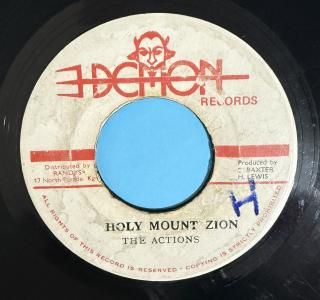 DEMON
RECORDS
Distributed by
RANDYS
17 North Parade Kgn
Produced by
C. BAXTER
H. LEWIS
HOLY MOUNT ZION
THE ACTIONS
H
ALL RIGHTS OF THIS RECORD IS RESERVED - COPYING IS STRICTLY PROHIBITED